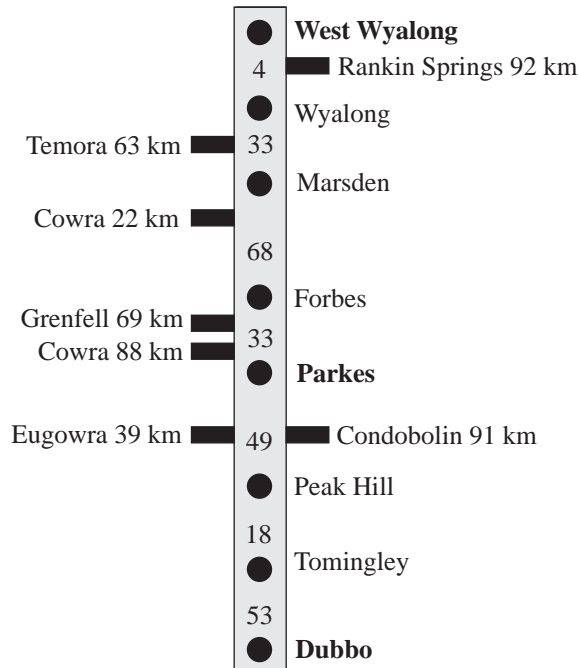 West Wyalong
4
Rankin Springs 92 km
Wyalong
Temora 63 km
33
Marsden
Cowra 22 km
68
Forbes
Grenfell 69 km
33
Cowra 88 km
Parkes
Eugowra 39 km
49
Condobolin 91 km
Peak Hill
18
Tomingley
53
Dubbo